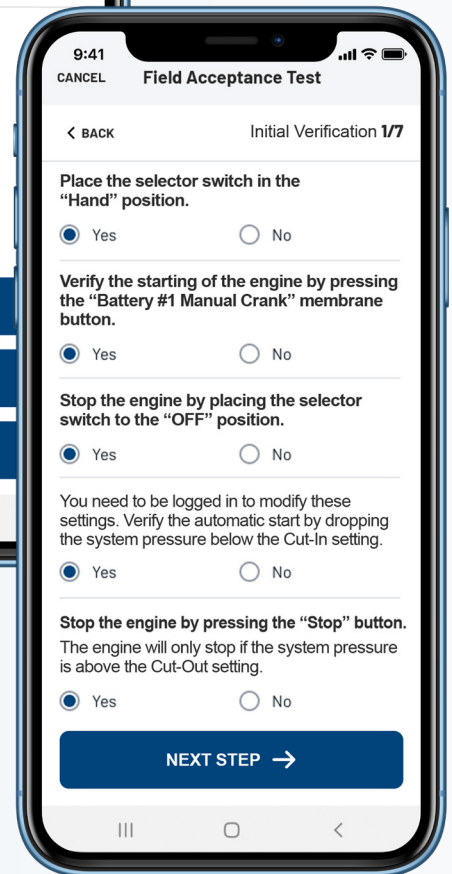 9:41
CANCEL Field Acceptance Test
BACK Initial Verification 1/7
Place the selector switch in the
“Hand” position.
Yes No
Verify the starting of the engine by pressing
the “Battery #1 Manual Crank” membrane
button.
Yes No
Stop the engine by placing the selector
switch to the “OFF” position.
Yes No
You need to be logged in to modify these
settings. Verify the automatic start by dropping
the system pressure below the Cut-In setting.
Yes No
Stop the engine by pressing the “Stop” button.
The engine will only stop if the system pressure
is above the Cut-Out setting.
Yes No
NEXT STEP →